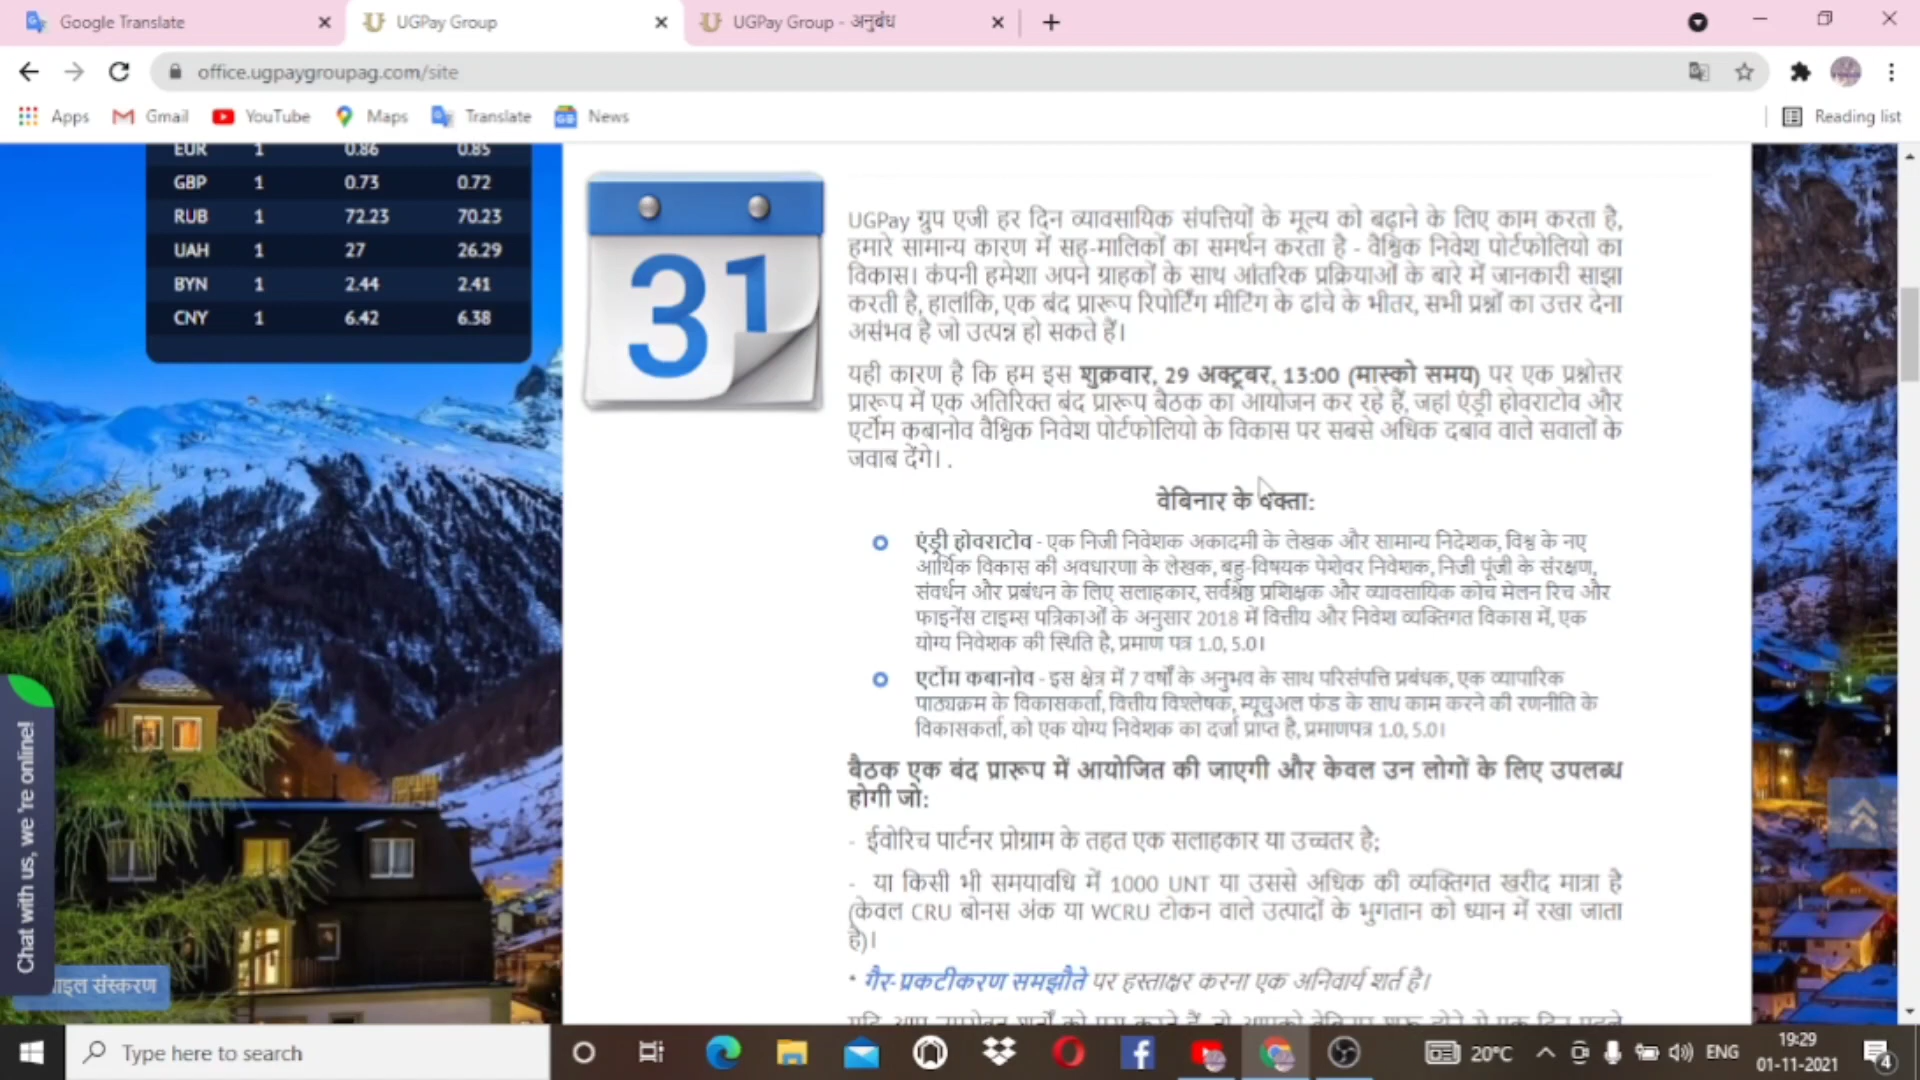 Google Translate
UGPay Group
UGPay Group - अनुबंध
office.ugpaygroupag.com/site
Apps
Gmail
YouTube
Maps
Translate
News
Reading list
EUR 1 0.86 0.85
GBP 1 0.73 0.72
RUB 1 72.23 70.23
UAH 1 27 26.29
BYN 1 2.44 2.41
CNY 1 6.42 6.38
31
UGPay ग्रुप एजी हर दिन व्यावसायिक संपत्तियों के मूल्य को बढ़ाने के लिए काम करता है,
हमारे सामान्य कारण में सह-मालिकों का समर्थन करता है - वैश्विक निवेश पोर्टफोलियो का
विकास। कंपनी हमेशा अपने ग्राहकों के साथ आंतरिक प्रक्रियाओं के बारे में जानकारी साझा
करती है, हालांकि, एक बंद प्रारूप रिपोर्टिंग मीटिंग के ढांचे के भीतर, सभी प्रश्नों का उत्तर देना
असंभव है जो उत्पन्न हो सकते हैं।
यही कारण है कि हम इस शुक्रवार, 29 अक्टूबर, 13:00 (मास्को समय) पर एक प्रश्नोत्तर
प्रारूप में एक अतिरिक्त बंद प्रारूप बैठक का आयोजन कर रहे हैं, जहां एंड्री होवराटोव और
एर्टोम कबानोव वैश्विक निवेश पोर्टफोलियो के विकास पर सबसे अधिक दबाव वाले सवालों के
जवाब देंगे। .
वेबिनार के वक्ता:
एंड्री होवराटोव - एक निजी निवेशक अकादमी के लेखक और सामान्य निदेशक, विश्व के नए
आर्थिक विकास की अवधारणा के लेखक, बहु-विषयक पेशेवर निवेशक, निजी पूंजी के संरक्षण,
संवर्धन और प्रबंधन के लिए सलाहकार, सर्वश्रेष्ठ प्रशिक्षक और व्यावसायिक कोच मेलन रिच और
फाइनेंस टाइम्स पत्रिकाओं के अनुसार 2018 में वित्तीय और निवेश व्यक्तिगत विकास में, एक
योग्य निवेशक की स्थिति है, प्रमाण पत्र 1.0, 5.0।
एर्टोम कबानोव - इस क्षेत्र में 7 वर्षों के अनुभव के साथ परिसंपत्ति प्रबंधक, एक व्यापारिक
पाठ्यक्रम के विकासकर्ता, वित्तीय विश्लेषक, म्यूचुअल फंड के साथ काम करने की रणनीति के
विकासकर्ता, को एक योग्य निवेशक का दर्जा प्राप्त है, प्रमाणपत्र 1.0, 5.0।
बैठक एक बंद प्रारूप में आयोजित की जाएगी और केवल उन लोगों के लिए उपलब्ध
होगी जो:
- ईवोरिच पार्टनर प्रोग्राम के तहत एक सलाहकार या उच्चतर है;
- या किसी भी समयावधि में 1000 UNT या उससे अधिक की व्यक्तिगत खरीद मात्रा है
(केवल CRU बोनस अंक या WCRU टोकन वाले उत्पादों के भुगतान को ध्यान में रखा जाता
है)।
* गैर-प्रकटीकरण समझौते पर हस्ताक्षर करना एक अनिवार्य शर्त है।
Chat with us, we 're online!
संस्करण
Type here to search
20°C
ENG
19:29
01-11-2021
4